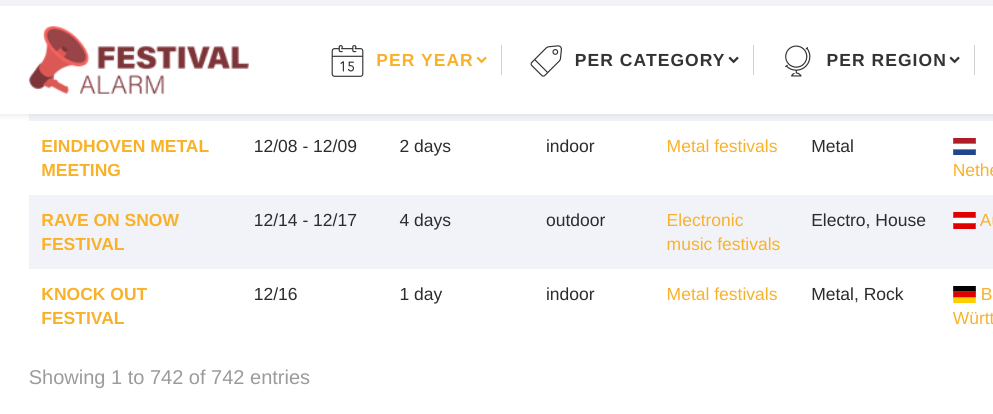 FESTIVAL
ALARM
15
PER YEAR
PER CATEGORY
PER REGION
EINDHOVEN METAL
MEETING
12/08 - 12/09
2 days
indoor
Metal festivals
Metal
Nethe
RAVE ON SNOW
FESTIVAL
12/14 - 12/17
4 days
outdoor
Electronic
music festivals
Electro, House
A
KNOCK OUT
FESTIVAL
12/16
1 day
indoor
Metal festivals
Metal, Rock
B
Württ
Showing 1 to 742 of 742 entries